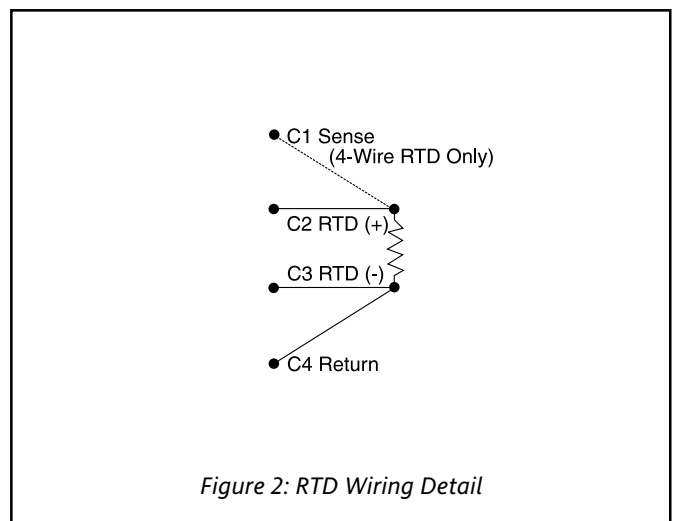 C1 Sense
(4-Wire RTD Only)
C2 RTD (+)
C3 RTD (-)
C4 Return
Figure 2: RTD Wiring Detail